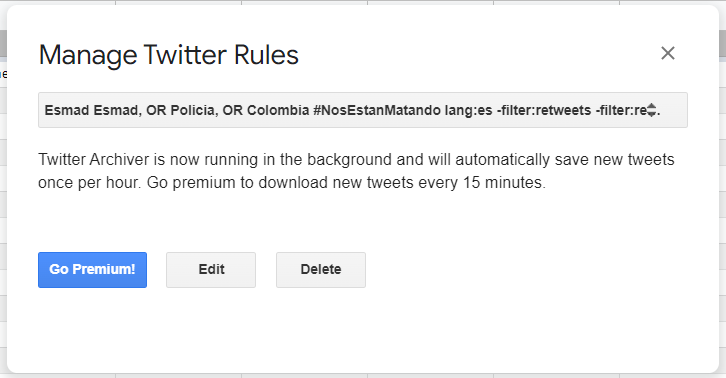 Manage Twitter Rules
Esmad Esmad, OR Policia, OR Colombia #NosEstanMatando lang:es -filter:retweets -filter:re
Twitter Archiver is now running in the background and will automatically save new tweets
once per hour. Go premium to download new tweets every 15 minutes.
Go Premium! Edit Delete